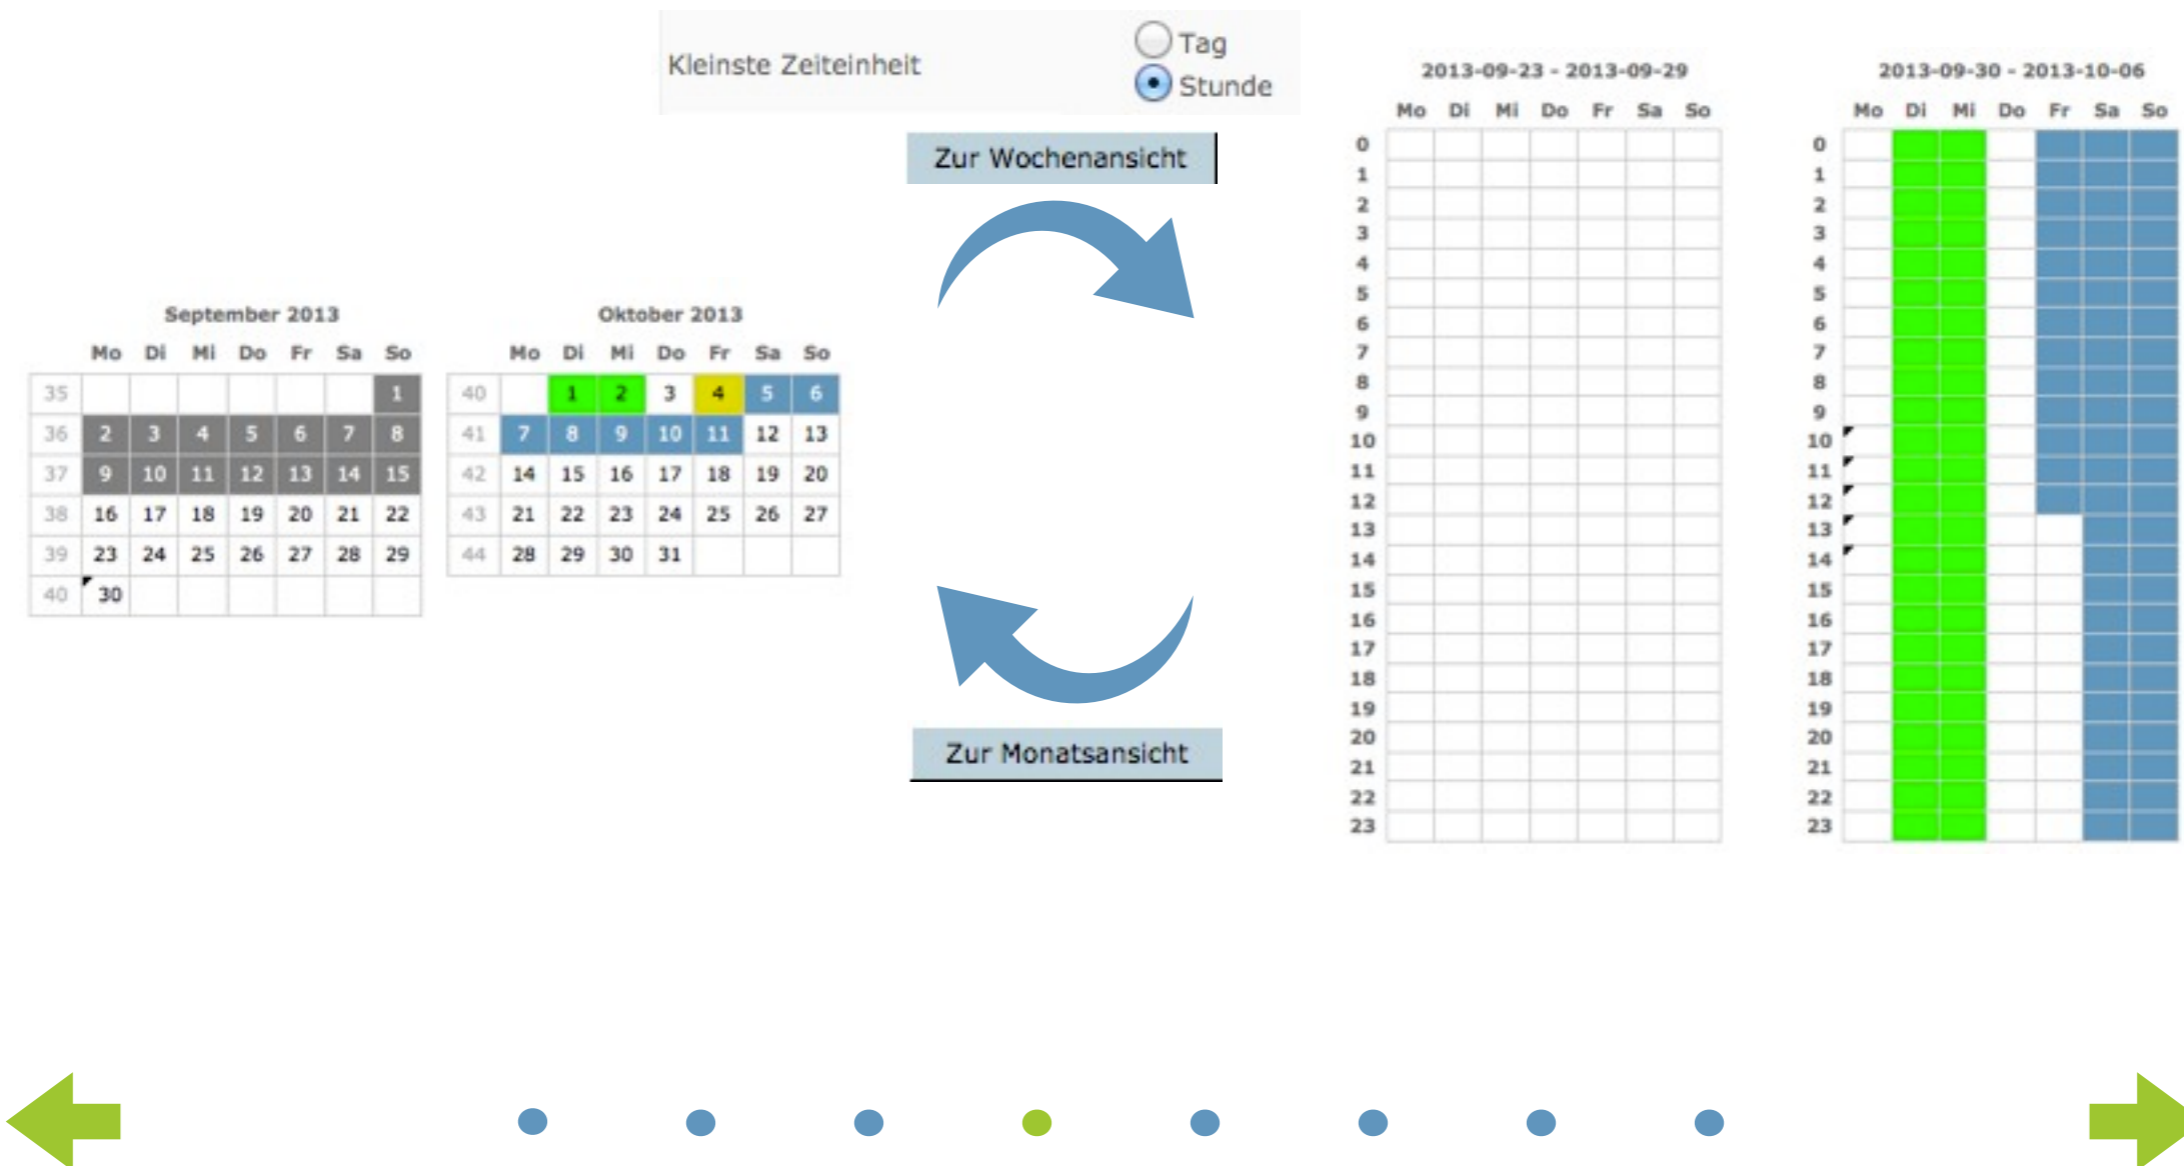 Kleinste Zeiteinheit
Tag
Stunde
Zur Wochenansicht
September 2013
Mo Di Mi Do Fr Sa So
35 1
36 2 3 4 5 6 7 8
37 9 10 11 12 13 14 15
38 16 17 18 19 20 21 22
39 23 24 25 26 27 28 29
40 30
Oktober 2013
Mo Di Mi Do Fr Sa So
40 1 2 3 4 5 6
41 7 8 9 10 11 12 13
42 14 15 16 17 18 19 20
43 21 22 23 24 25 26 27
44 28 29 30 31
Zur Monatsansicht
2013-09-23 - 2013-09-29
Mo Di Mi Do Fr Sa So
0
1
2
3
4
5
6
7
8
9
10
11
12
13
14
15
16
17
18
19
20
21
22
23
2013-09-30 - 2013-10-06
Mo Di Mi Do Fr Sa So
0
1
2
3
4
5
6
7
8
9
10
11
12
13
14
15
16
17
18
19
20
21
22
23